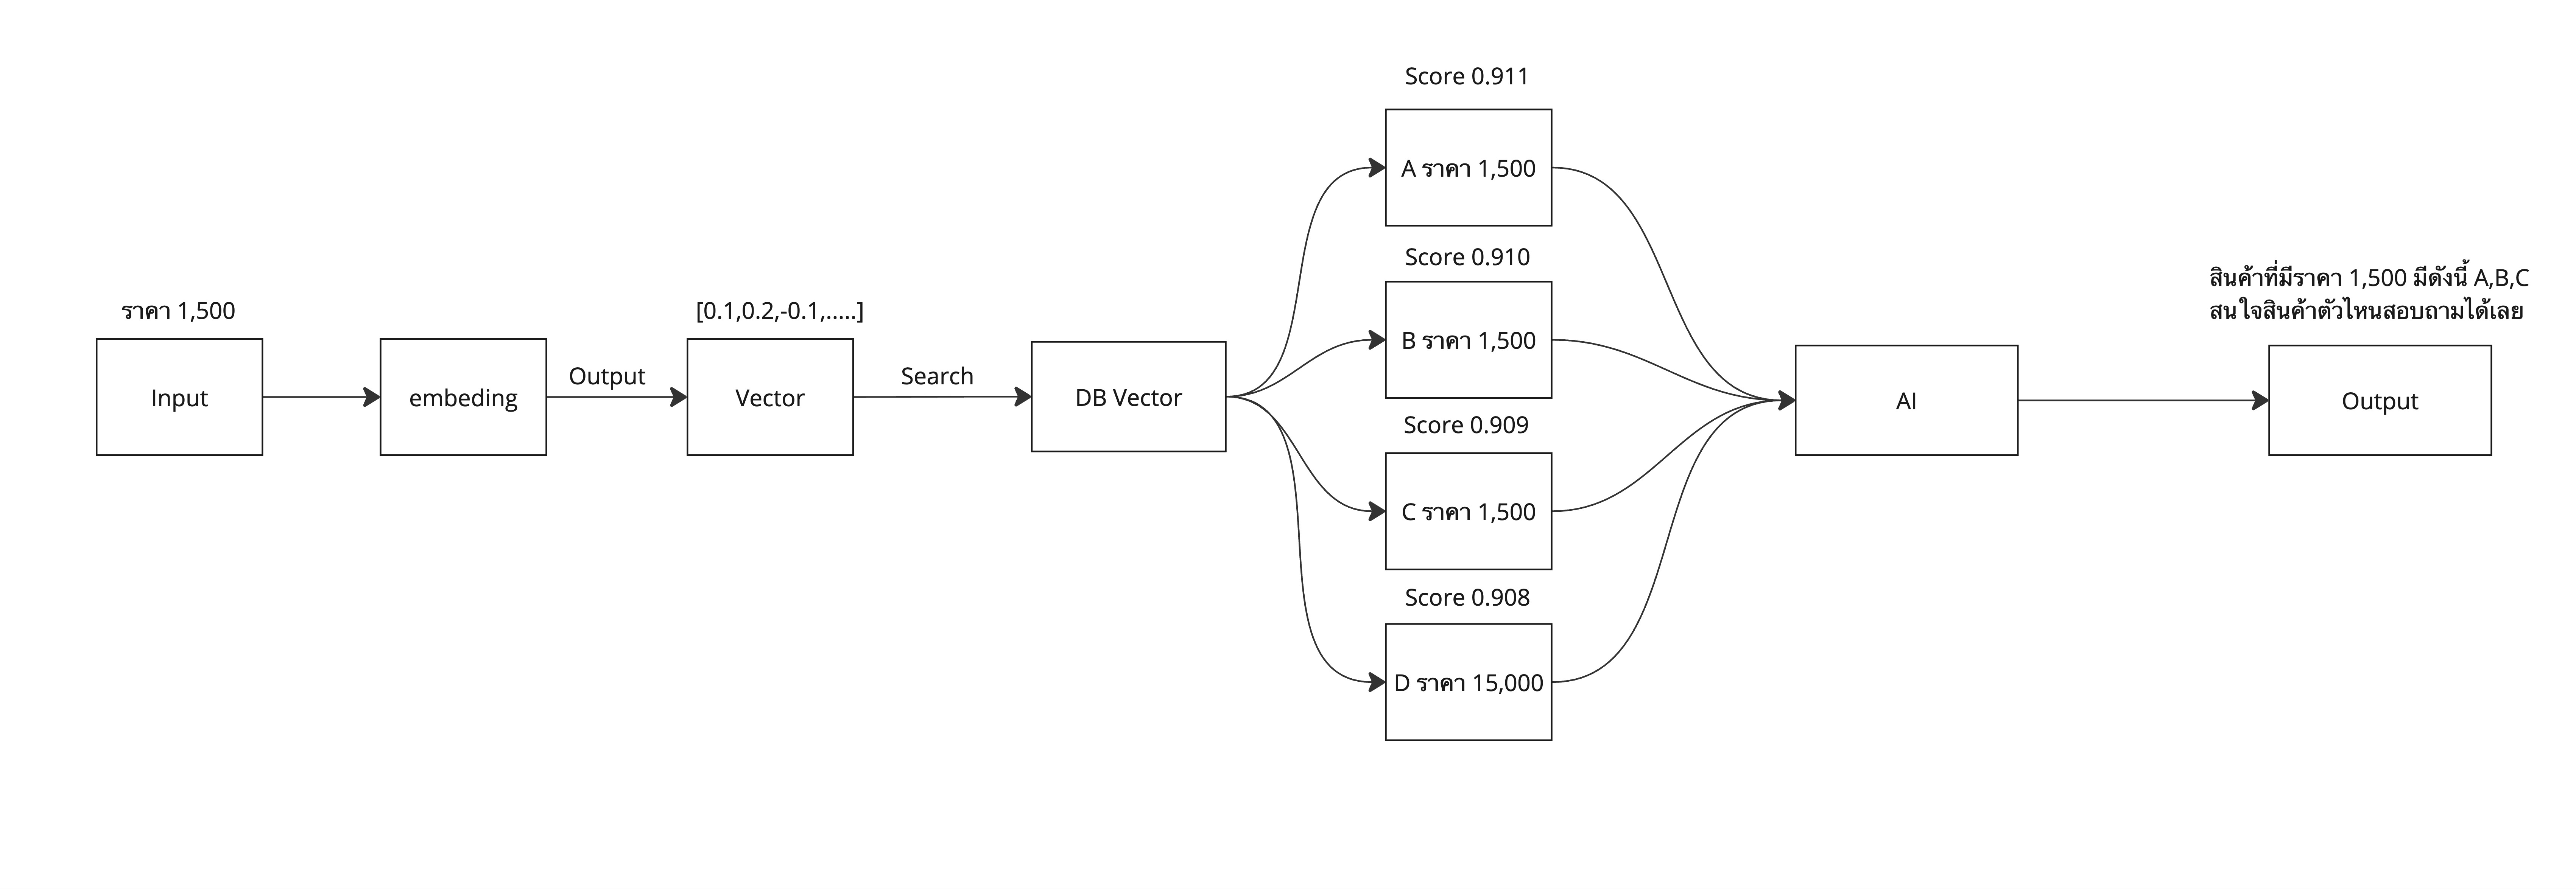 Score 0.911
A ราคา 1,500
Score 0.910
B ราคา 1,500
Score 0.909
C ราคา 1,500
Score 0.908
D ราคา 15,000
ราคา 1,500
Input
embeding
Output
[0.1,0.2,-0.1,.....]
Vector
Search
DB Vector
AI
สินค้าที่มีราคา 1,500 มีดังนี้ A,B,C
สนใจสินค้าตัวไหนสอบถามได้เลย
Output